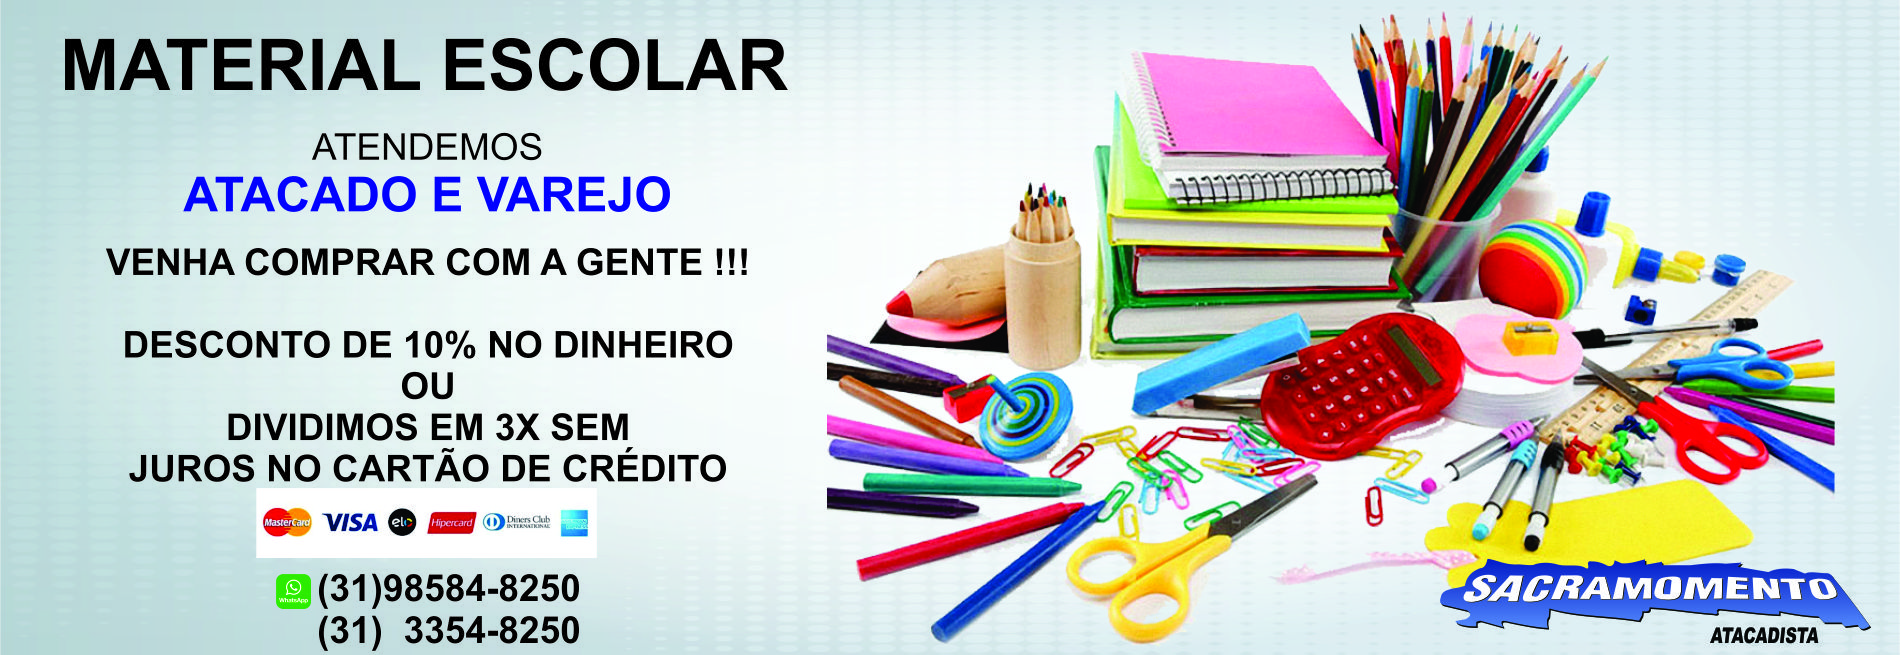 MATERIAL ESCOLAR
ATENDEMOS
ATACADO E VAREJO
VENHA COMPRAR COM A GENTE !!!
DESCONTO DE 10% NO DINHEIRO
OU
DIVIDIMOS EM 3X SEM
JUROS NO CARTÃO DE CRÉDITO
MasterCard VISA elo Hipercard Diners Club INTERNATIONAL
WhatsApp (31)98584-8250
(31) 3354-8250
SACRAMOMENTO
ATACADISTA